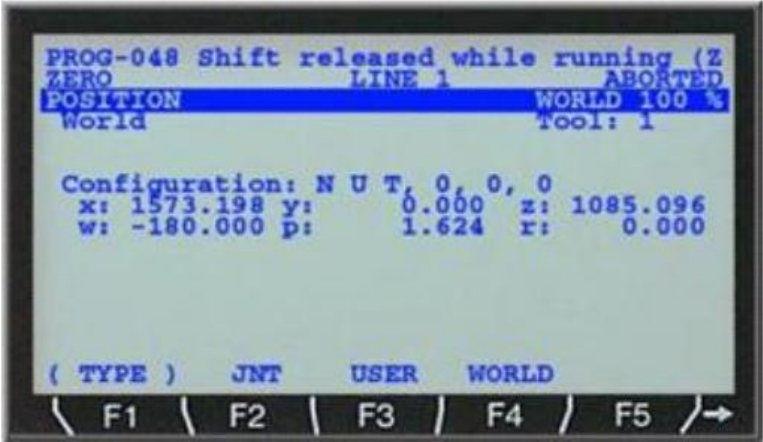 PROG-048 Shift released while running (Z
ZERO LINE 1 ABORTED
POSITION WORLD 100 %
World Tool: 1
Configuration: N U T, 0, 0, 0
x: 1573.198 y: 0.000 z: 1085.096
w: -180.000 p: 1.624 r: 0.000
( TYPE ) JNT USER WORLD
F1 F2 F3 F4 F5